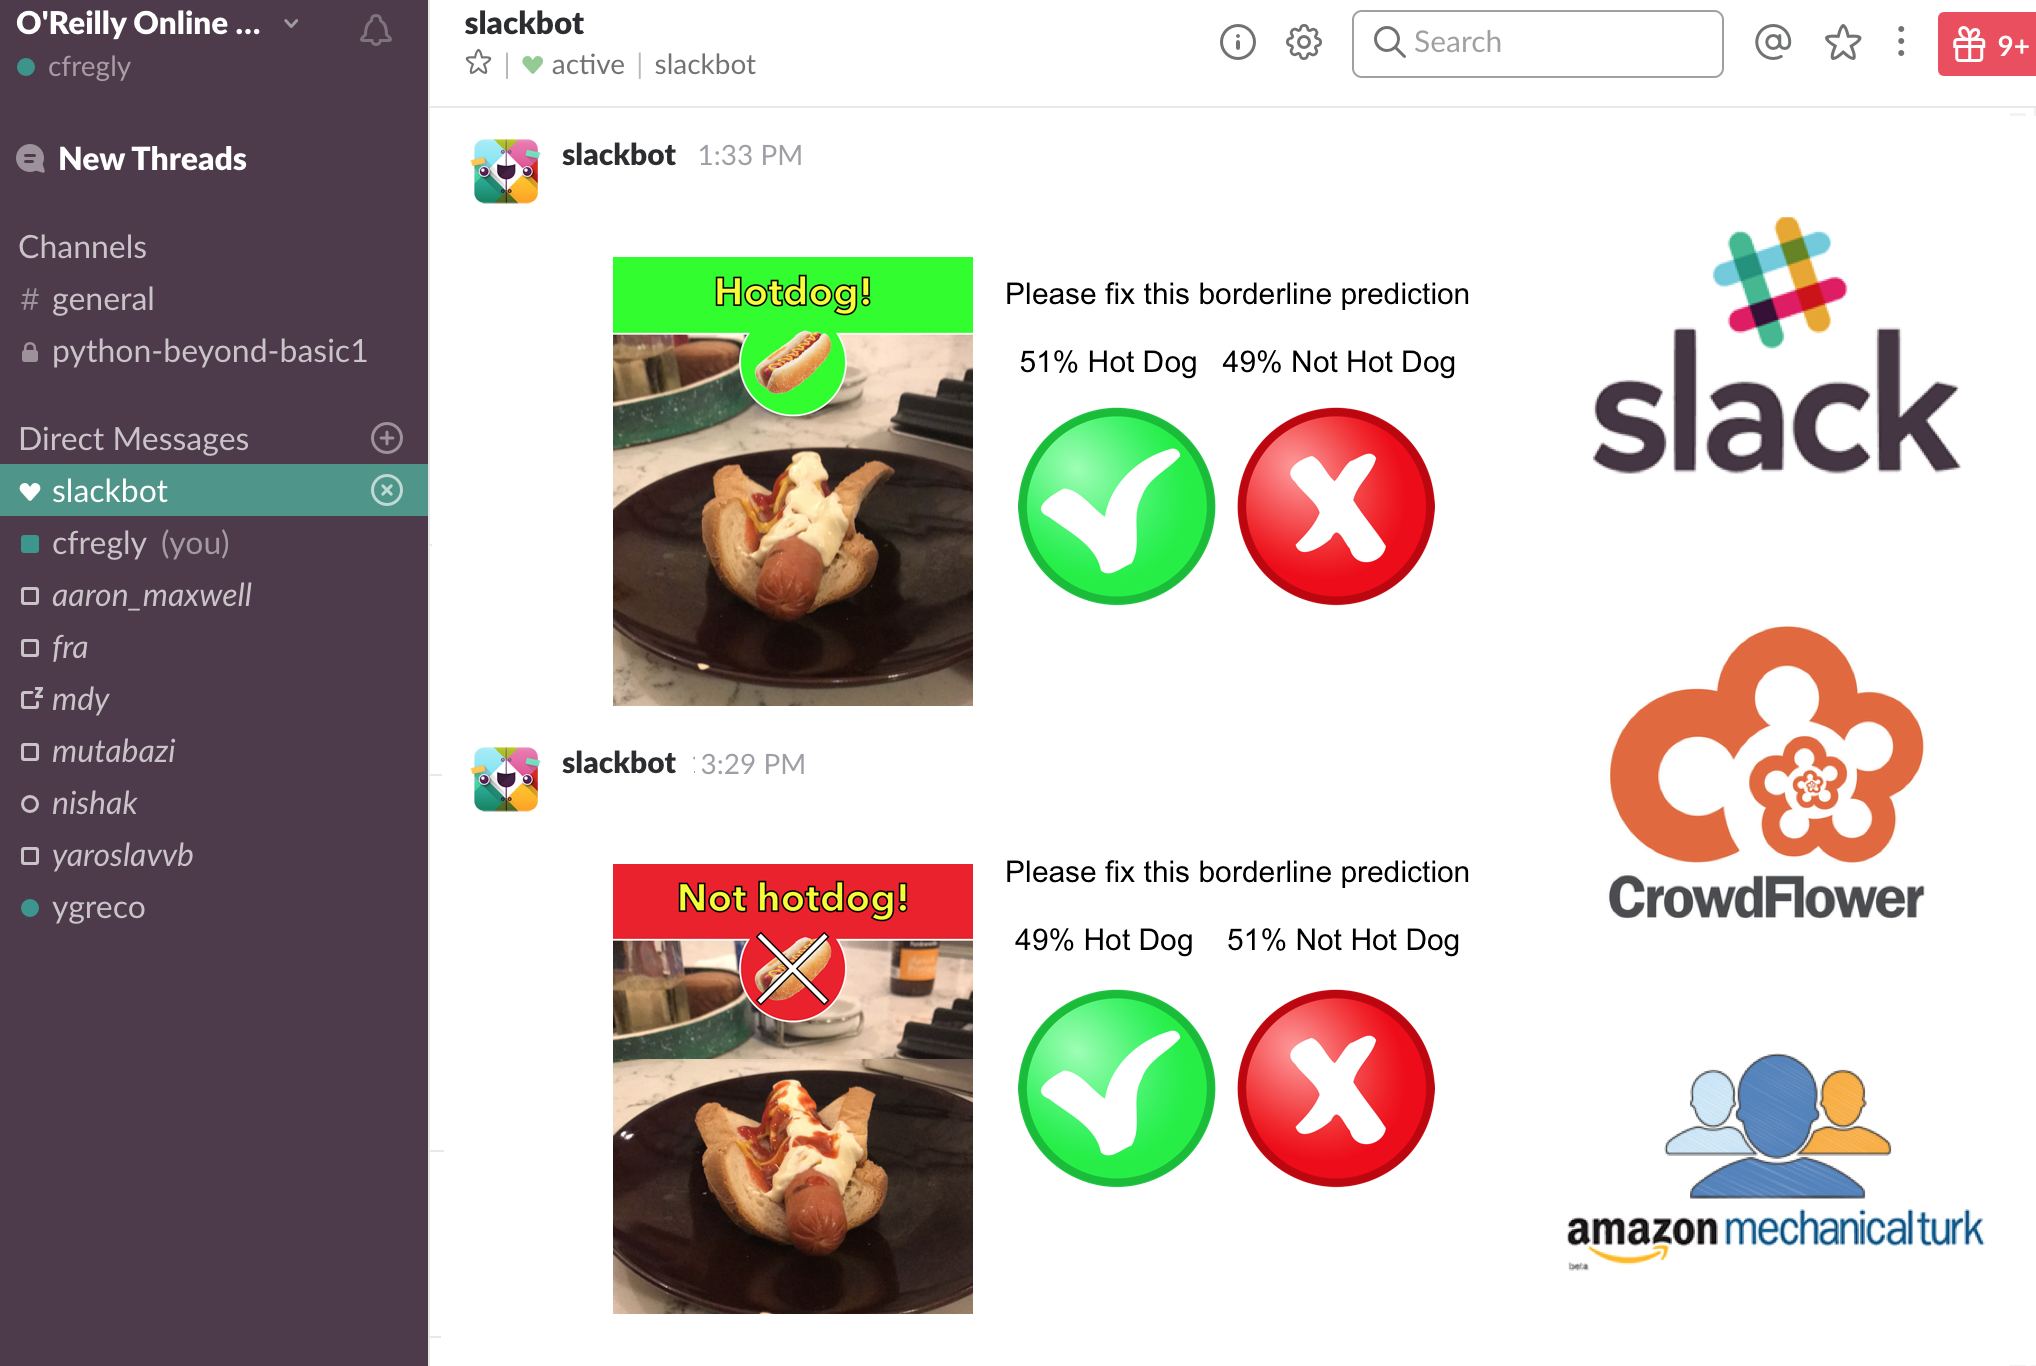 O'Reilly Online ...
cfregly
New Threads
Channels
# general
python-beyond-basic1
Direct Messages
slackbot
cfregly (you)
aaron_maxwell
fra
mdy
mutabazi
nishak
yaroslavvb
ygreco
slackbot
active | slackbot
Search
9+
slackbot 1:33 PM
Hotdog!
Please fix this borderline prediction
51% Hot Dog 49% Not Hot Dog
slackbot 3:29 PM
Not hotdog!
Please fix this borderline prediction
49% Hot Dog 51% Not Hot Dog
slack
CrowdFlower
amazon mechanical turk
beta